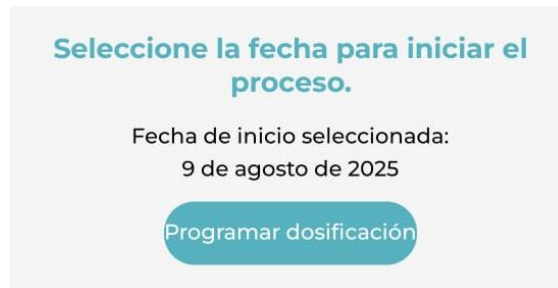 Seleccione la fecha para iniciar el
proceso.
Fecha de inicio seleccionada:
9 de agosto de 2025
Programar dosificación